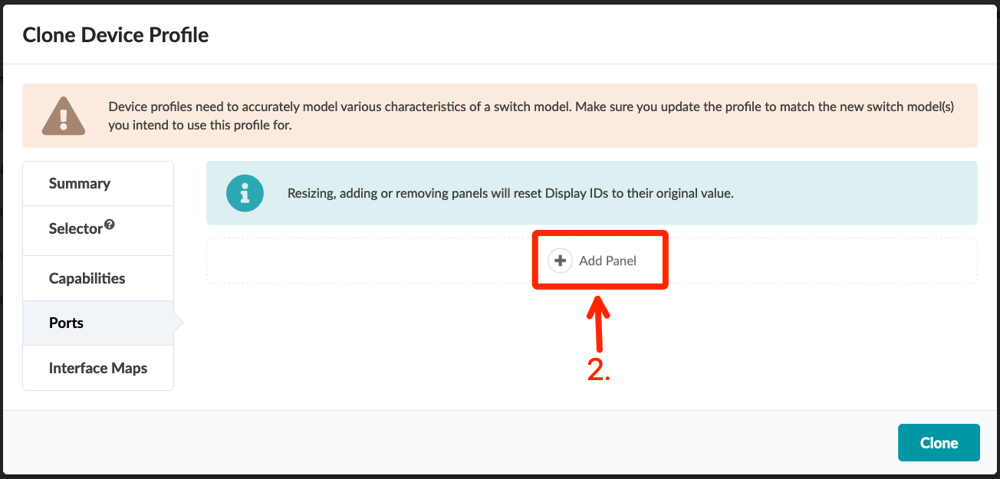 Clone Device Profile
Device profiles need to accurately model various characteristics of a switch model. Make sure you update the profile to match the new switch model(s)
you intend to use this profile for.
Summary
Selector?
Capabilities
Ports
Interface Maps
Resizing, adding or removing panels will reset Display IDs to their original value.
Add Panel
2.
Clone